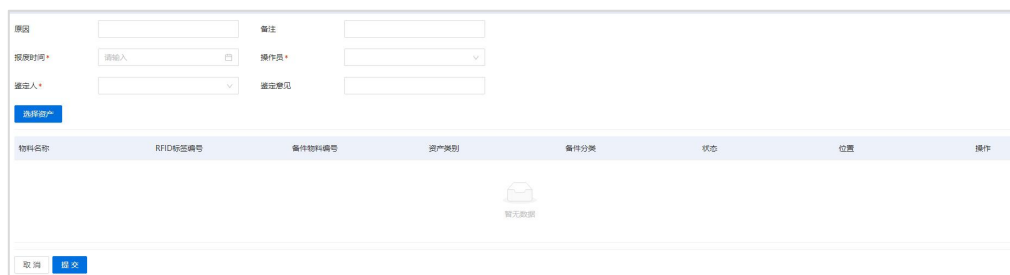 原因 备注
报废时间* 请输入 操作员*
鉴定人* 鉴定意见
选择资产
物料名称 RFID标签编号 备件物料编号 资产类别 备件分类 状态 位置 操作
暂无数据
取消 提交